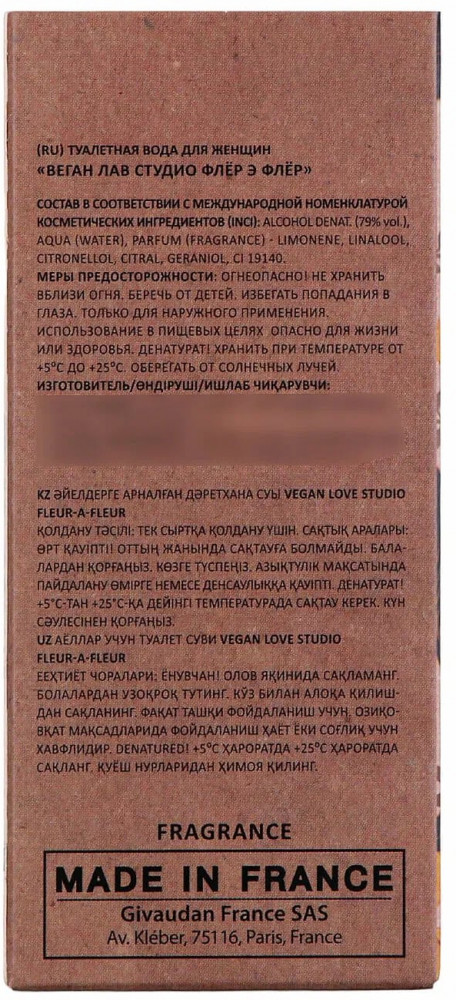 (RU) ТУАЛЕТНАЯ ВОДА ДЛЯ ЖЕНЩИН
«ВЕГАН ЛАВ СТУДИО ФЛЁР Э ФЛЁР»
СОСТАВ В СООТВЕТСТВИИ С МЕЖДУНАРОДНОЙ НОМЕНКЛАТУРОЙ
КОСМЕТИЧЕСКИХ ИНГРЕДИЕНТОВ (INCI): ALCOHOL DENAT. (79% vol.),
AQUA (WATER), PARFUM (FRAGRANCE) - LIMONENE, LINALOOL,
CITRONELLOL, CITRAL, GERANIOL, CI 19140.
МЕРЫ ПРЕДОСТОРОЖНОСТИ: ОГНЕОПАСНО! НЕ ХРАНИТЬ
ВБЛИЗИ ОГНЯ. БЕРЕЧЬ ОТ ДЕТЕЙ. ИЗБЕГАТЬ ПОПАДАНИЯ В
ГЛАЗА. ТОЛЬКО ДЛЯ НАРУЖНОГО ПРИМЕНЕНИЯ.
ИСПОЛЬЗОВАНИЕ В ПИЩЕВЫХ ЦЕЛЯХ ОПАСНО ДЛЯ ЖИЗНИ
ИЛИ ЗДОРОВЬЯ. ДЕНАТУРАТ! ХРАНИТЬ ПРИ ТЕМПЕРАТУРЕ ОТ
+5°С ДО +25°С. ОБЕРЕГАТЬ ОТ СОЛНЕЧНЫХ ЛУЧЕЙ.
ИЗГОТОВИТЕЛЬ/ӨНДІРУШІ/ИШЛАБ ЧИҚАРУВЧИ:
KZ ӘЙЕЛДЕРГЕ АРНАЛҒАН ДӘРЕТХАНА СУЫ VEGAN LOVE STUDIO
FLEUR-A-FLEUR
ҚОЛДАНУ ТӘСІЛІ: ТЕК СЫРТҚА ҚОЛДАНУ ҮШІН. САҚТЫҚ АРАЛАРЫ:
ӨРТ ҚАУІПТІ! ОТТЫҢ ЖАНЫНДА САҚТАУҒА БОЛМАЙДЫ. БАЛА-
ЛАРДАН ҚОРҒАҢЫЗ. КӨЗГЕ ТҮСПЕҢІЗ. АЗЫҚТҮЛІК МАҚСАТЫНДА
ПАЙДАЛАНУ ӨМІРГЕ НЕМЕСЕ ДЕНСАУЛЫҚҚА ҚАУІПТІ. ДЕНАТУРАТ!
+5°С-ТАН +25°С-ҚА ДЕЙІНГІ ТЕМПЕРАТУРАДА САҚТАУ КЕРЕК. КҮН
СӘУЛЕСІНЕН ҚОРҒАҢЫЗ.
UZ АЁЛЛАР УЧУН ТУАЛЕТ СУВИ VEGAN LOVE STUDIO
FLEUR-A-FLEUR
ЕЕҲТИЁТ ЧОРАЛАРИ: ЁНУВЧАН! ОЛОВ ЯҚИНИДА САҚЛАМАНГ.
БОЛАЛАРДАН УЗОҚРОҚ ТУТИНГ. КЎЗ БИЛАН АЛОҚА ҚИЛИШ-
ДАН САҚЛАНИНГ. ФАҚАТ ТАШҚИ ФОЙДАЛАНИШ УЧУН. ОЗИҚО-
ВҚАТ МАҚСАДЛАРИДА ФОЙДАЛАНИШ ҲАЁТ ЁКИ СОҒЛИҚ УЧУН
ХАВФЛИДИР. DENATURED! +5°С ҲАРОРАТДА +25°С ҲАРОРАТДА
САҚЛАНГ. ҚУЁШ НУРЛАРИДАН ҲИМОЯ ҚИЛИНГ.
FRAGRANCE
MADE IN FRANCE
Givaudan France SAS
Av. Kléber, 75116, Paris, France